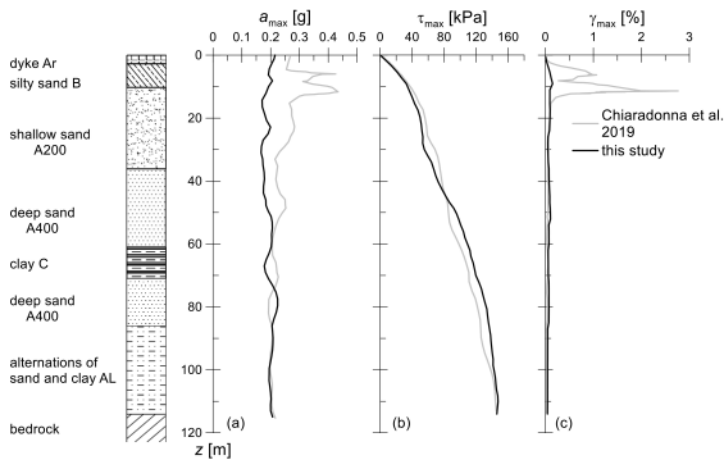 a_max [g]
τ_max [kPa]
γ_max [%]
0 0.1 0.2 0.3 0.4 0.5
0 40 80 120 160
0 1 2 3
0
20
40
60
80
100
120
z [m]
dyke Ar
silty sand B
shallow sand
A200
deep sand
A400
clay C
deep sand
A400
alternations of
sand and clay AL
bedrock
Chiaradonna et al.
2019
this study
(a)
(b)
(c)